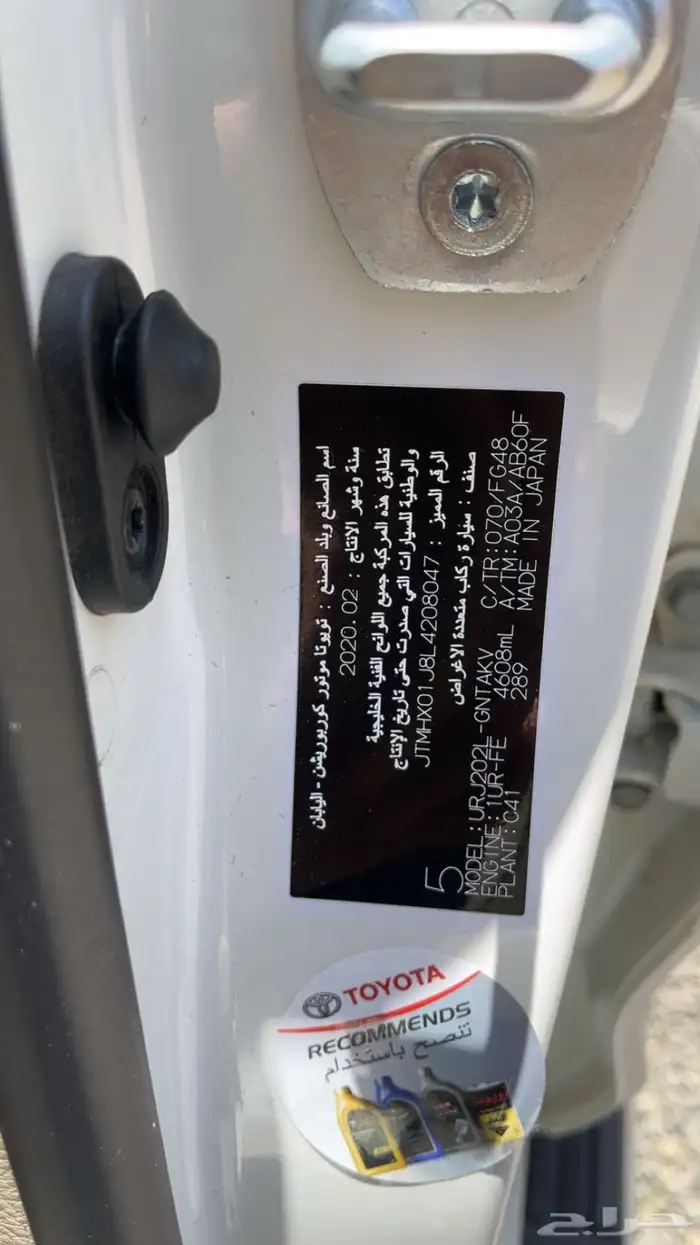 اسم الصانع وبلد الصنع : تويوتا موتور كوربوريشن - اليابان
سنة وشهر الانتاج : 2020.02
تطابق هذه المركبة جميع اللوائح الفنية الخليجية
والوطنية للسيارات التي صدرت حتى تاريخ الإنتاج
الرقم المميز : JTMHX01J8L4208047
صنف : سيارة ركاب متعددة الاغراض
5
MODEL:URJ202L-GNTAKV C/TR:070/FG48
ENGINE:1UR-FE 4608mL A/TM:A03A/AB60F
PLANT:C41 289 MADE IN JAPAN
TOYOTA
RECOMMENDS
تنصح باستخدام
حراج